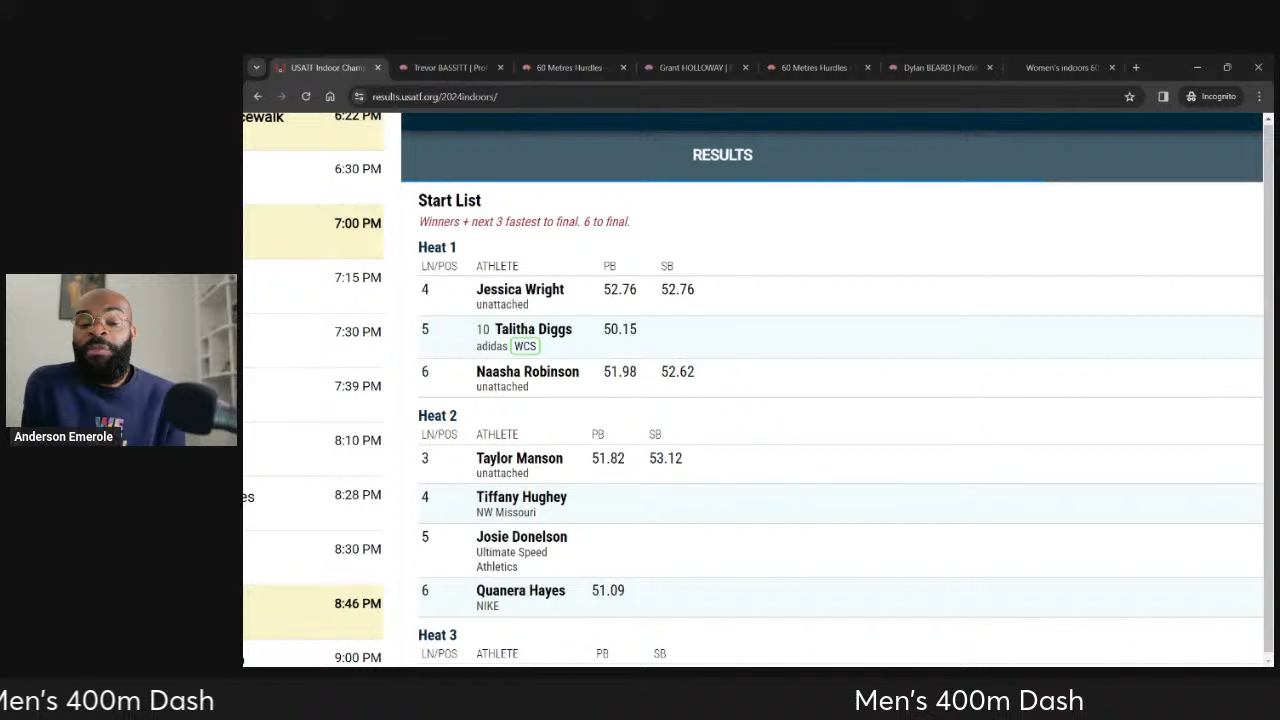 USATF Indoor Cham
Trevor BASSITT | Pro
60 Metres Hurdles
Grant HOLLOWAY |
60 Metres Hurdles
Dylan BEARD | Profi
Women's indoors 60
results.usatf.org/2024indoors/
Incognito
cewalk
6:22 PM
6:30 PM
7:00 PM
7:15 PM
7:30 PM
7:39 PM
8:10 PM
es
8:28 PM
8:30 PM
8:46 PM
9:00 PM
RESULTS
Start List
Winners + next 3 fastest to final. 6 to final.
Heat 1
LN/POS ATHLETE PB SB
4 Jessica Wright 52.76 52.76
unattached
5 10 Talitha Diggs 50.15
adidas WCS
6 Naasha Robinson 51.98 52.62
unattached
Heat 2
LN/POS ATHLETE PB SB
3 Taylor Manson 51.82 53.12
unattached
4 Tiffany Hughey
NW Missouri
5 Josie Donelson
Ultimate Speed
Athletics
6 Quanera Hayes 51.09
NIKE
Heat 3
LN/POS ATHLETE PB SB
Anderson Emerole
Men's 400m Dash
Men's 400m Dash